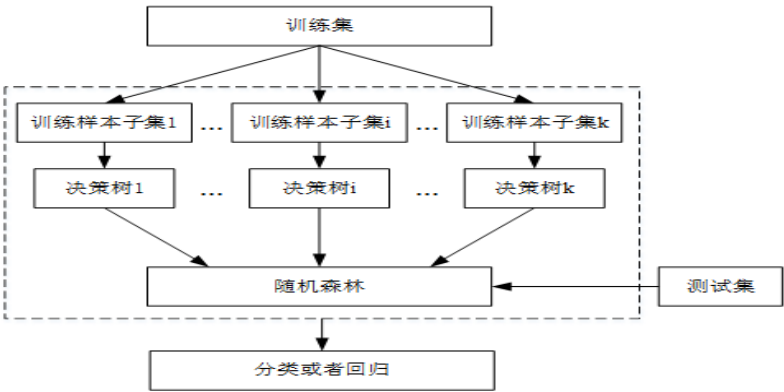 训练集
训练样本子集1 ... 训练样本子集i ... 训练样本子集k
决策树1 ... 决策树i ... 决策树k
随机森林 测试集
分类或者回归